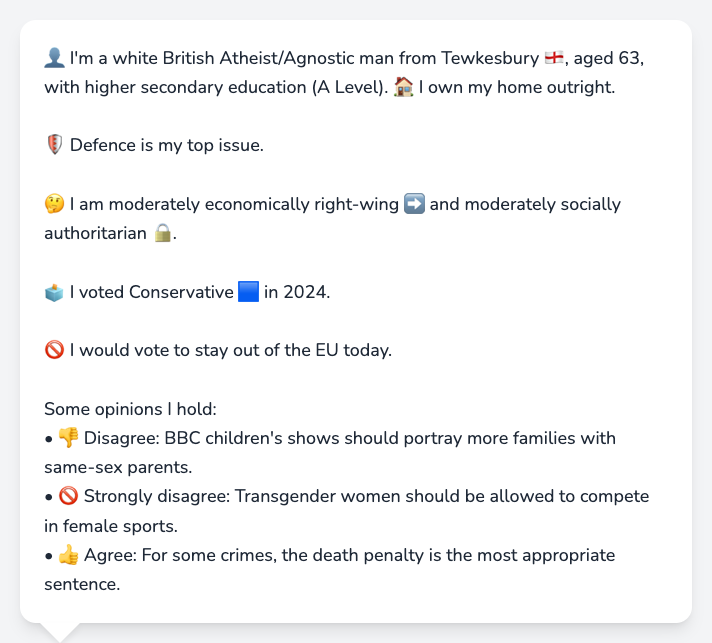 👤 I'm a white British Atheist/Agnostic man from Tewkesbury 🏴󠁧󠁢󠁥󠁮󠁧󠁿, aged 63,
with higher secondary education (A Level). 🏠 I own my home outright.
🛡️ Defence is my top issue.
🤔 I am moderately economically right-wing ➡️ and moderately socially
authoritarian 🔒.
🗳️ I voted Conservative 🟦 in 2024.
🚫 I would vote to stay out of the EU today.
Some opinions I hold:
• 👎 Disagree: BBC children's shows should portray more families with
same-sex parents.
• 🚫 Strongly disagree: Transgender women should be allowed to compete
in female sports.
• 👍 Agree: For some crimes, the death penalty is the most appropriate
sentence.